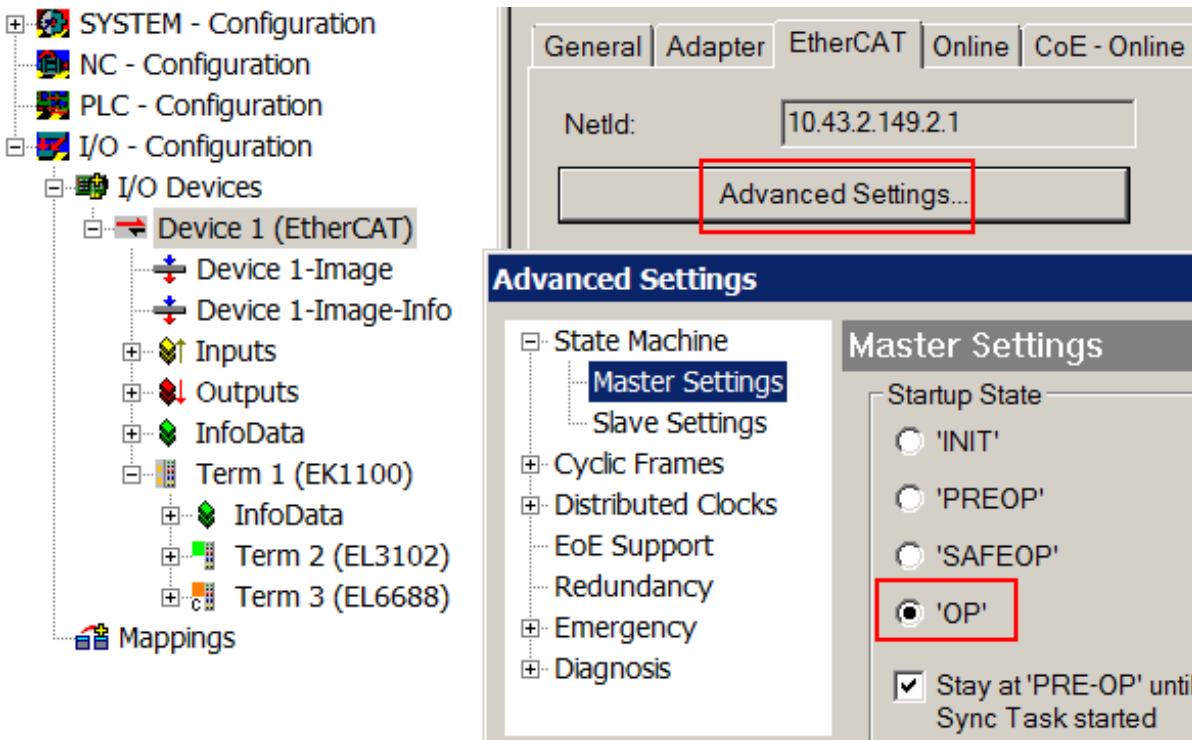 SYSTEM - Configuration
NC - Configuration
PLC - Configuration
I/O - Configuration
I/O Devices
Device 1 (EtherCAT)
Device 1-Image
Device 1-Image-Info
Inputs
Outputs
InfoData
Term 1 (EK1100)
InfoData
Term 2 (EL3102)
Term 3 (EL6688)
Mappings
General Adapter EtherCAT Online CoE - Online
NetId: 10.43.2.149.2.1
Advanced Settings...
Advanced Settings
State Machine
Master Settings
Slave Settings
Cyclic Frames
Distributed Clocks
EoE Support
Redundancy
Emergency
Diagnosis
Master Settings
Startup State
'INIT'
'PREOP'
'SAFEOP'
'OP'
Stay at 'PRE-OP' until
Sync Task started